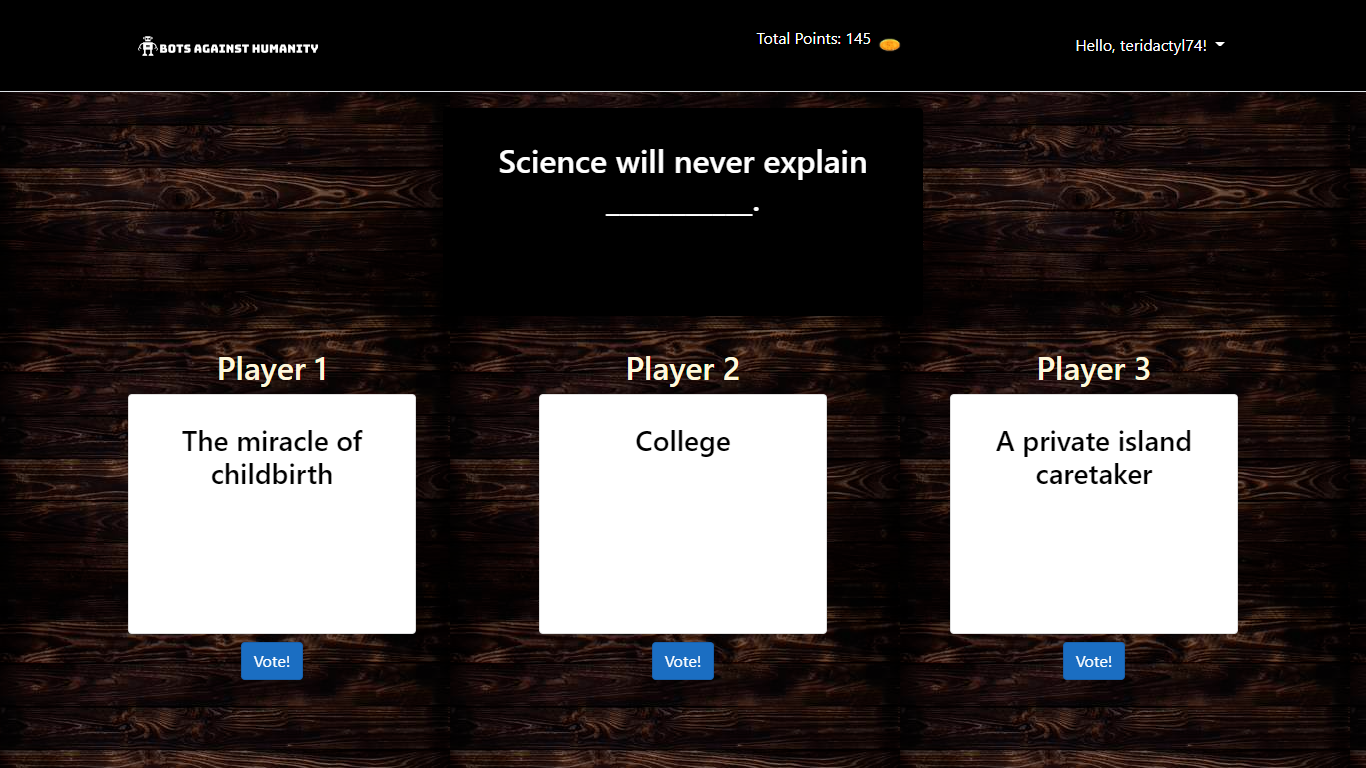 BOTS AGAINST HUMANITY
Total Points: 145
Hello, teridactyl74!
Science will never explain
____________.
Player 1
Player 2
Player 3
The miracle of
childbirth
College
A private island
caretaker
Vote!
Vote!
Vote!